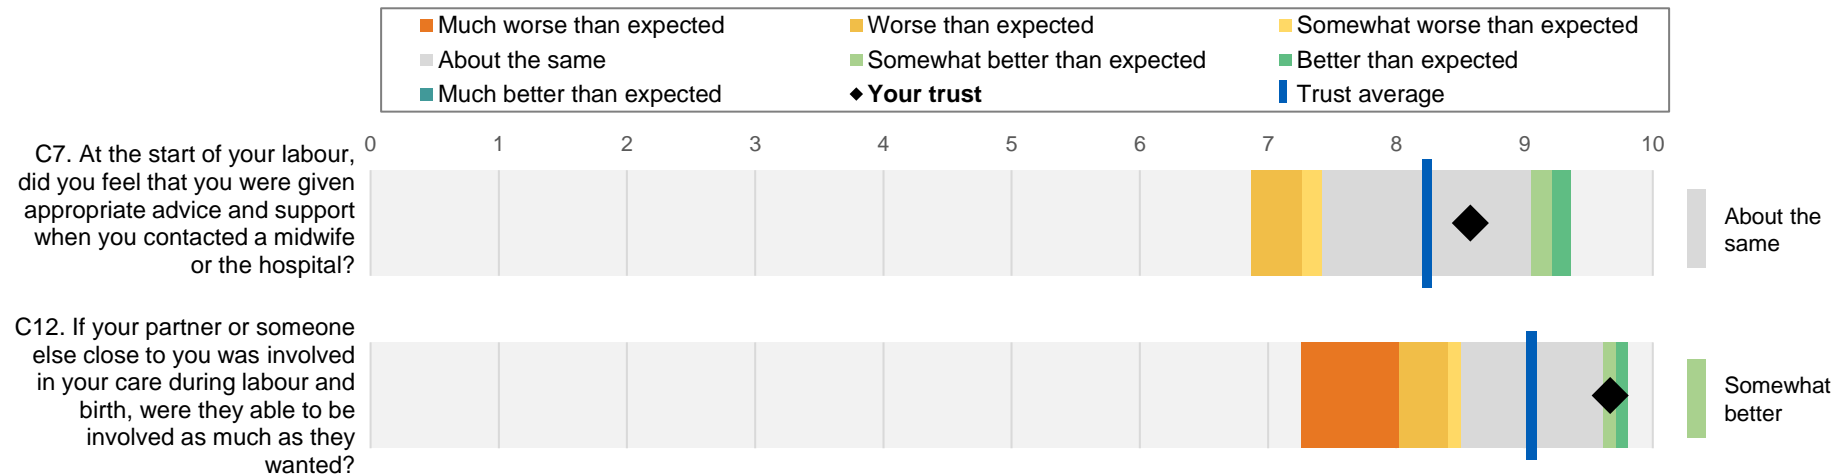 Much worse than expected
Worse than expected
Somewhat worse than expected
About the same
Somewhat better than expected
Better than expected
Much better than expected
Your trust
Trust average
0 1 2 3 4 5 6 7 8 9 10
C7. At the start of your labour,
did you feel that you were given
appropriate advice and support
when you contacted a midwife
or the hospital?
About the
same
C12. If your partner or someone
else close to you was involved
in your care during labour and
birth, were they able to be
involved as much as they
wanted?
Somewhat
better